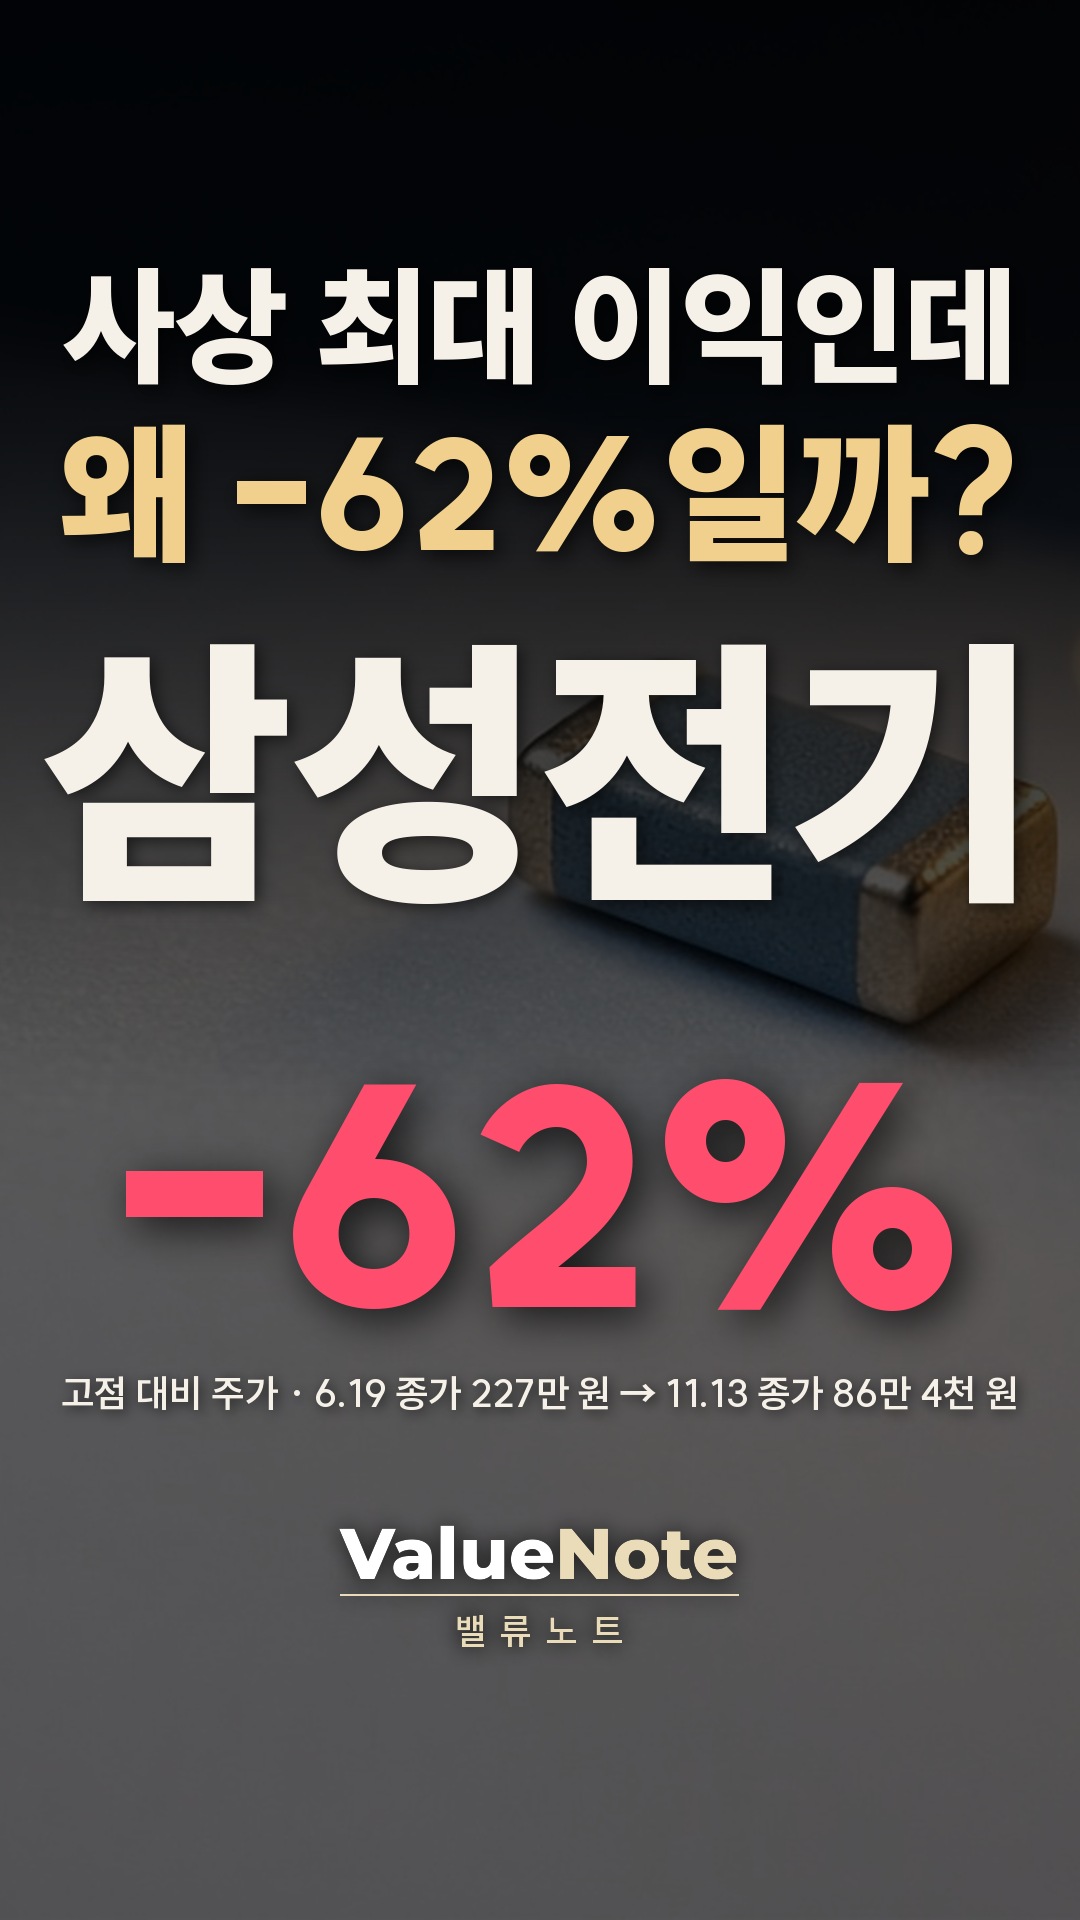 사상 최대 이익인데
왜 -62%일까?
삼성전기
-62%
고점 대비 주가 · 6.19 종가 227만 원 → 11.13 종가 86만 4천 원
ValueNote
밸류노트